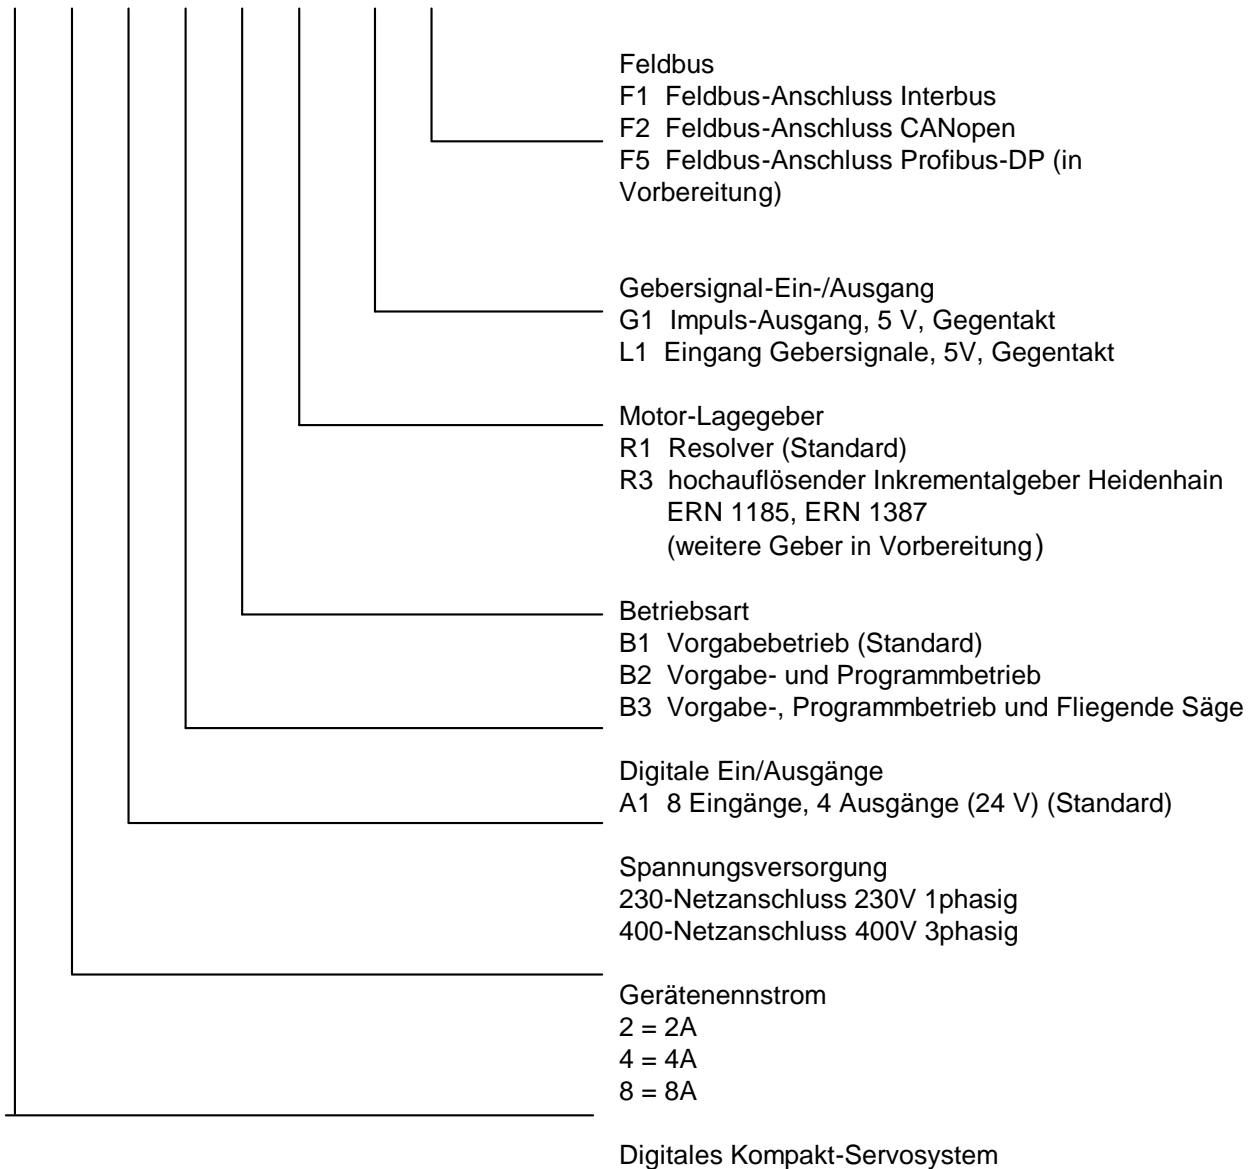 Feldbus
F1 Feldbus-Anschluss Interbus
F2 Feldbus-Anschluss CANopen
F5 Feldbus-Anschluss Profibus-DP (in
Vorbereitung)
Gebersignal-Ein-/Ausgang
G1 Impuls-Ausgang, 5 V, Gegentakt
L1 Eingang Gebersignale, 5V, Gegentakt
Motor-Lagegeber
R1 Resolver (Standard)
R3 hochauflösender Inkrementalgeber Heidenhain
ERN 1185, ERN 1387
(weitere Geber in Vorbereitung)
Betriebsart
B1 Vorgabebetrieb (Standard)
B2 Vorgabe- und Programmbetrieb
B3 Vorgabe-, Programmbetrieb und Fliegende Säge
Digitale Ein/Ausgänge
A1 8 Eingänge, 4 Ausgänge (24 V) (Standard)
Spannungsversorgung
230-Netzanschluss 230V 1phasig
400-Netzanschluss 400V 3phasig
Gerätenennstrom
2 = 2A
4 = 4A
8 = 8A
Digitales Kompakt-Servosystem